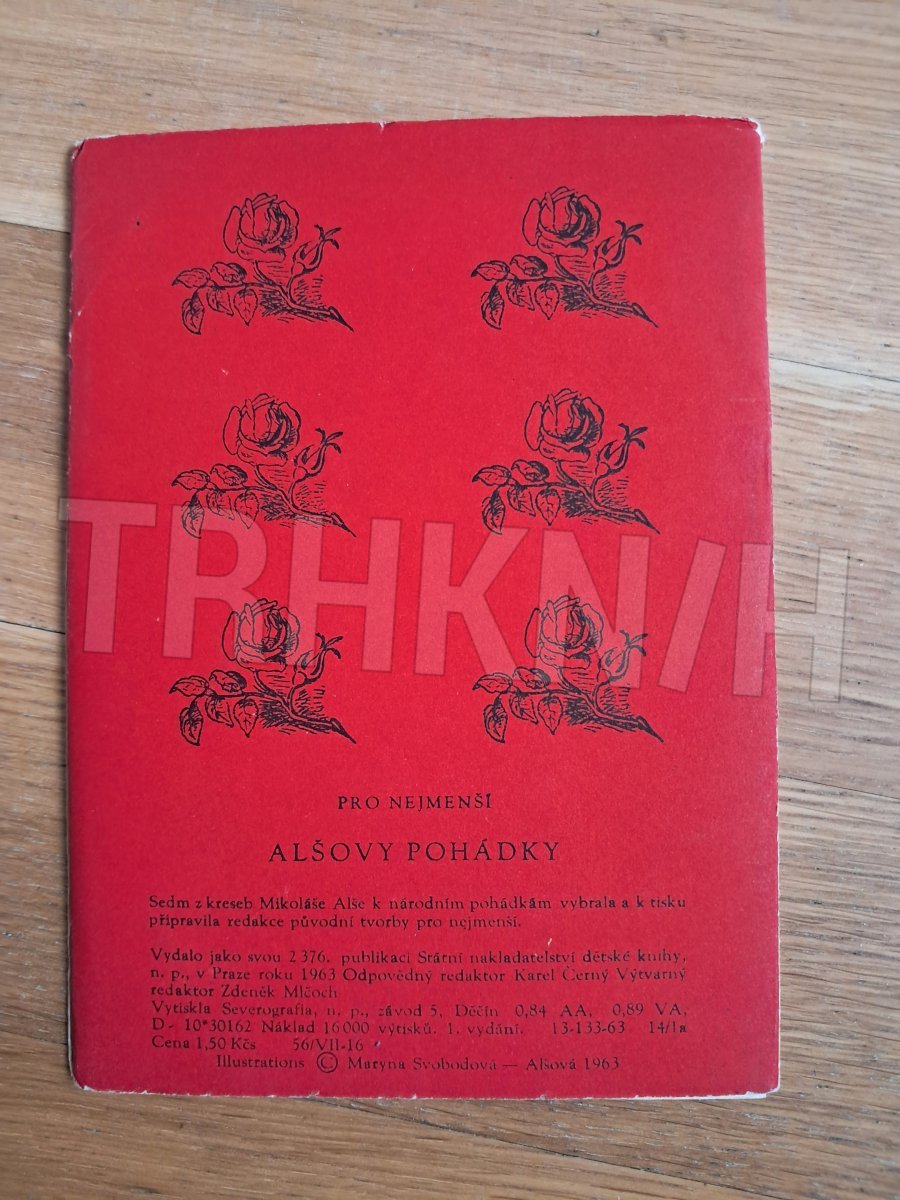 TRHKN/H
PRO NEJMENŠÍ
ALŠOVY POHÁDKY
Sedm z kreseb Mikoláše Alše k národním pohádkám vybrala a k tisku
připravila redakce původní tvorby pro nejmenší.
Vydalo jako svou 2 376. publikaci Státní nakladatelství dětské knihy,
n. p., v Praze roku 1963 Odpovědný redaktor Karel Černý Výtvarný
redaktor Zdeněk Mlčoch
Vytiskla Severografia, n. p., závod 5, Děčín 0,84 AA, 0,89 VA,
D - 10*30162 Náklad 16 000 výtisků. 1. vydání. 13-133-63 14/1a
Cena 1,50 Kčs 56/VII-16
Illustrations © Maryna Svobodová — Alšová 1963